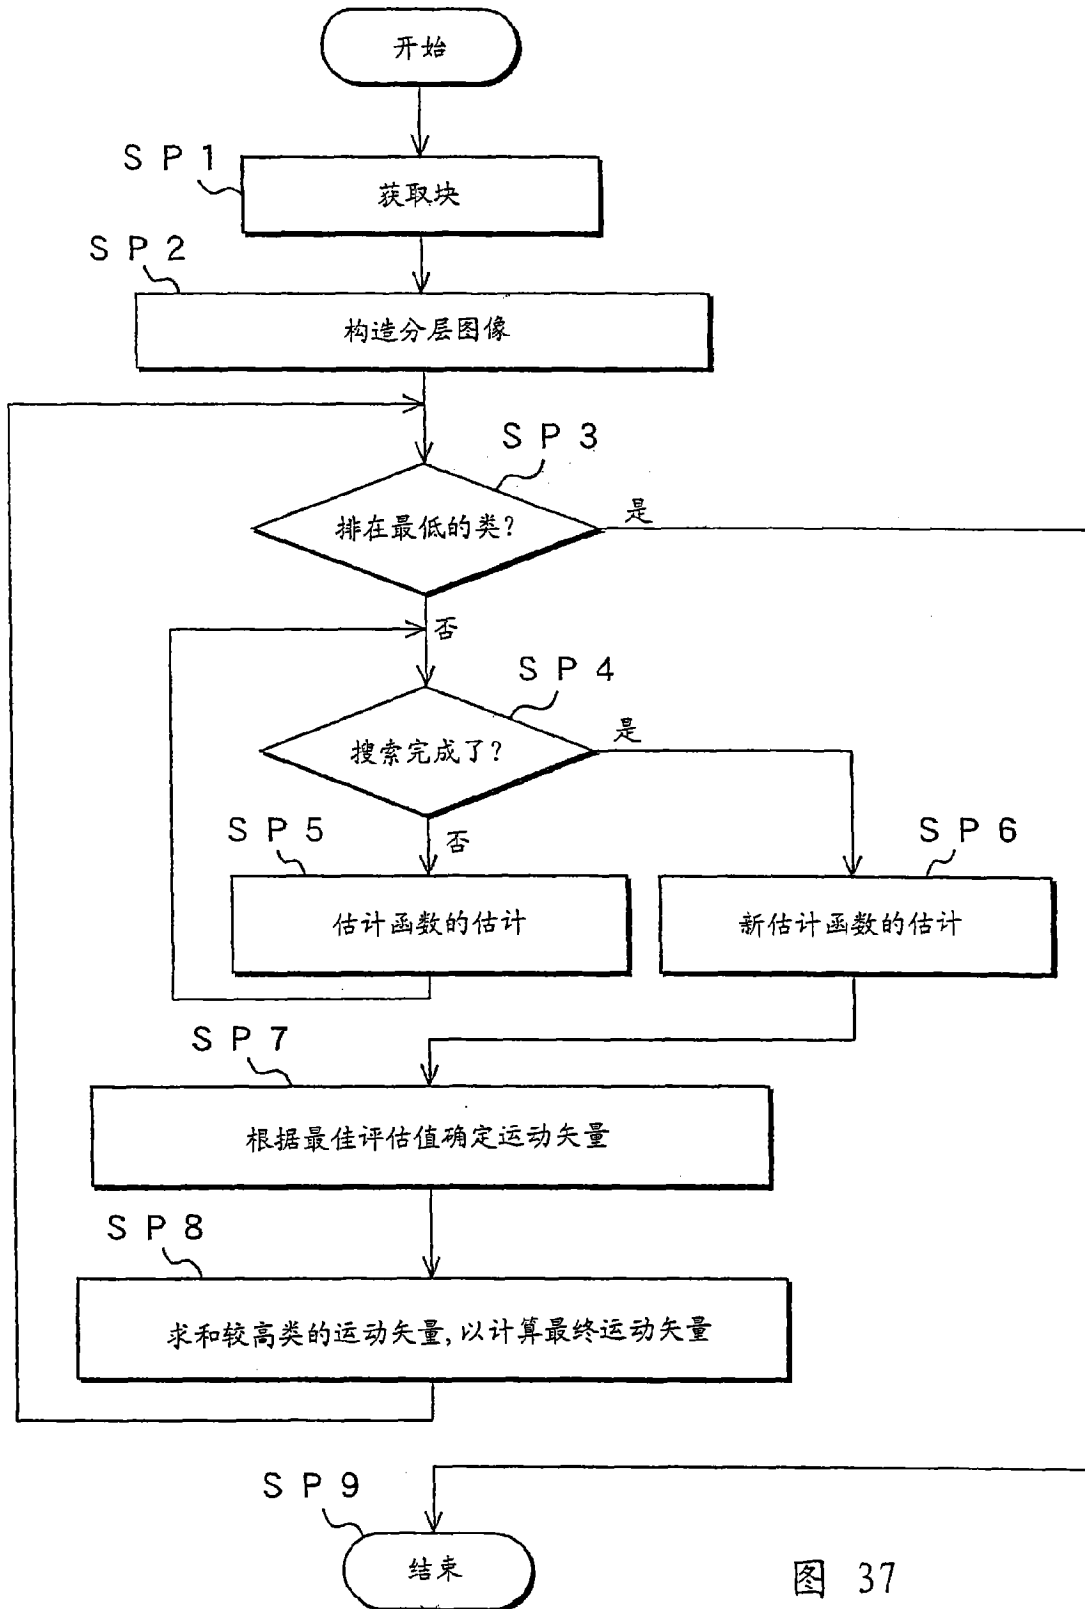 开始
SP1
获取块
SP2
构造分层图像
SP3
排在最低的类?
是
否
SP4
搜索完成了?
是
否
SP5
估计函数的估计
SP6
新估计函数的估计
SP7
根据最佳评估值确定运动矢量
SP8
求和较高类的运动矢量,以计算最终运动矢量
SP9
结束
图 37